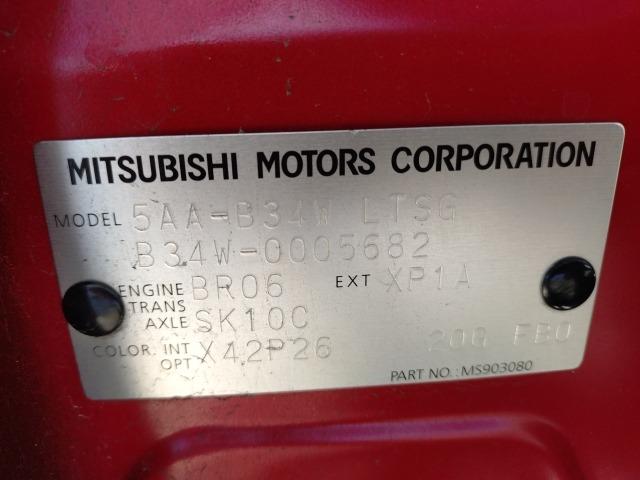 MITSUBISHI MOTORS CORPORATION
MODEL 5AA-B34W LTSG
B34W-0005682
ENGINE BR06 EXT XP1A
TRANS
AXLE SK10C
COLOR. INT X42P26 208 FB0
OPT
PART NO.: MS903080